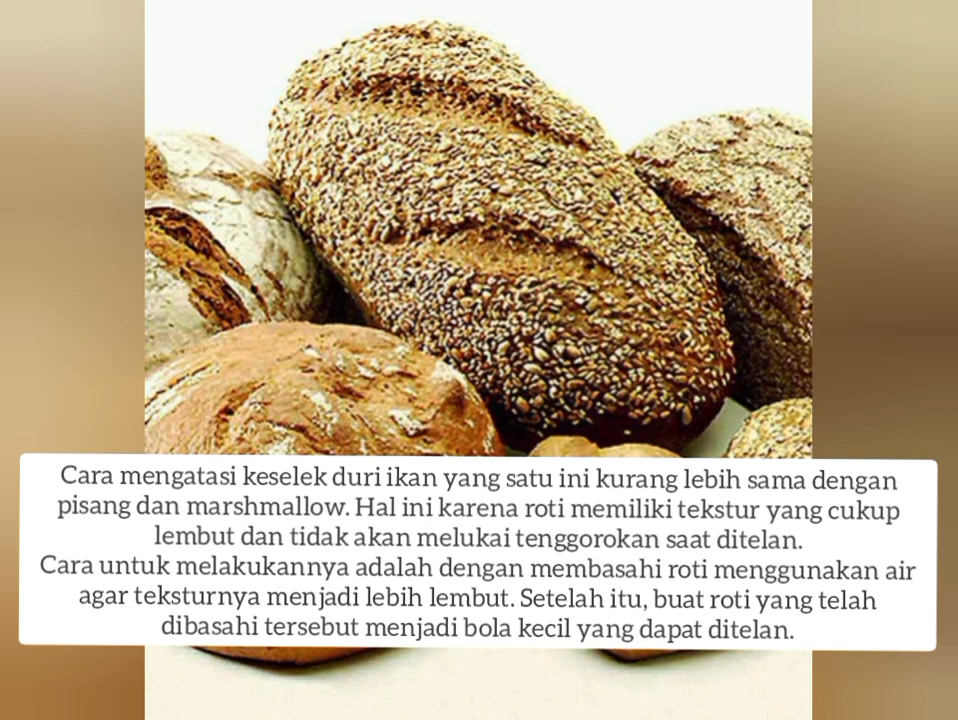 Cara mengatasi keselek duri ikan yang satu ini kurang lebih sama dengan
pisang dan marshmallow. Hal ini karena roti memiliki tekstur yang cukup
lembut dan tidak akan melukai tenggorokan saat ditelan.
Cara untuk melakukannya adalah dengan membasahi roti menggunakan air
agar teksturnya menjadi lebih lembut. Setelah itu, buat roti yang telah
dibasahi tersebut menjadi bola kecil yang dapat ditelan.